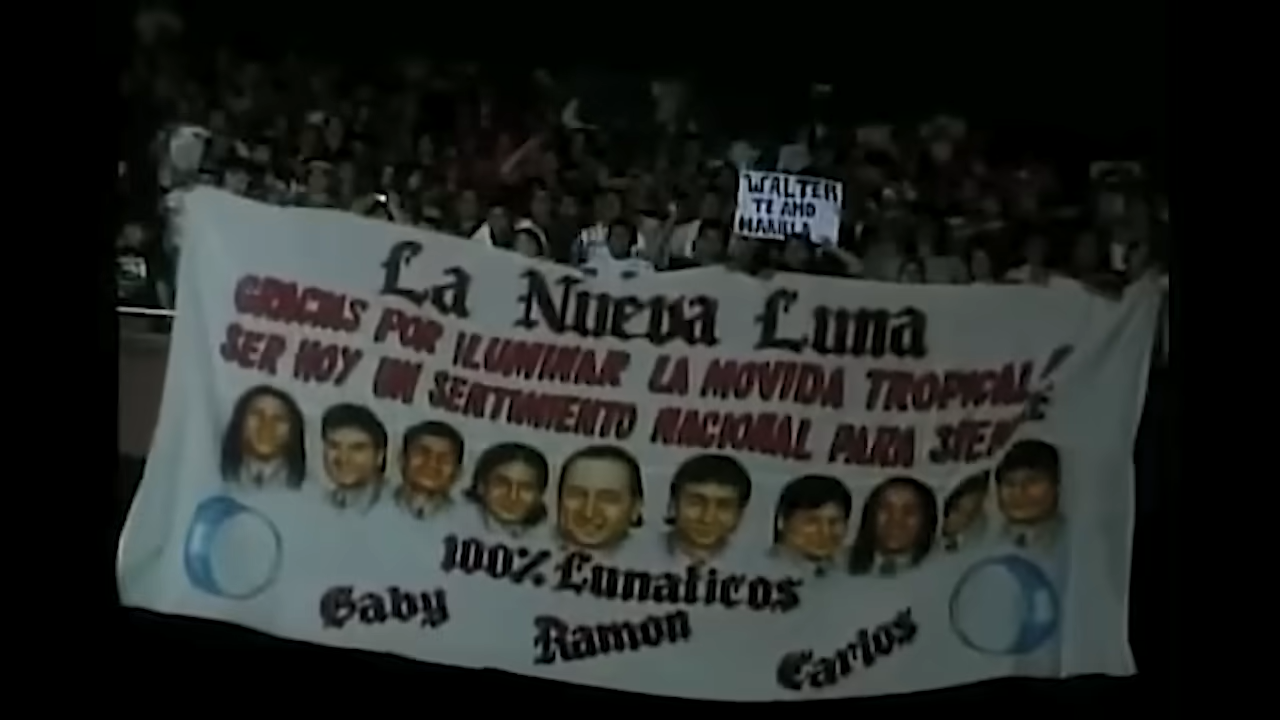 WALTER
TE AMO
MARIELA
La Nueva Luna
GRACIAS POR ILUMINAR LA MOVIDA TROPICAL!
SER HOY UN SENTIMIENTO NACIONAL PARA
100% Lunaticos
Gaby
Ramon
Carlos